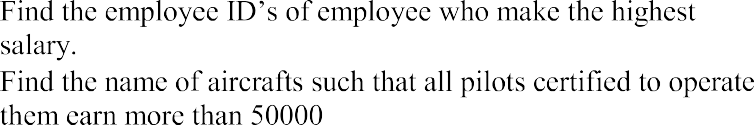 Find the employee ID’s of employee who make the highest
salary.
Find the name of aircrafts such that all pilots certified to operate
them earn more than 50000